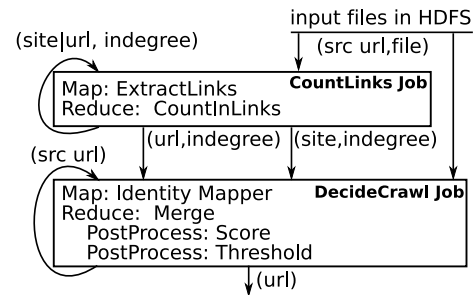 input files in HDFS
(site|url, indegree)
(src url,file)
CountLinks Job
Map: ExtractLinks
Reduce: CountInLinks
(url,indegree)
(site,indegree)
(src url)
Map: Identity Mapper
DecideCrawl Job
Reduce: Merge
PostProcess: Score
PostProcess: Threshold
(url)